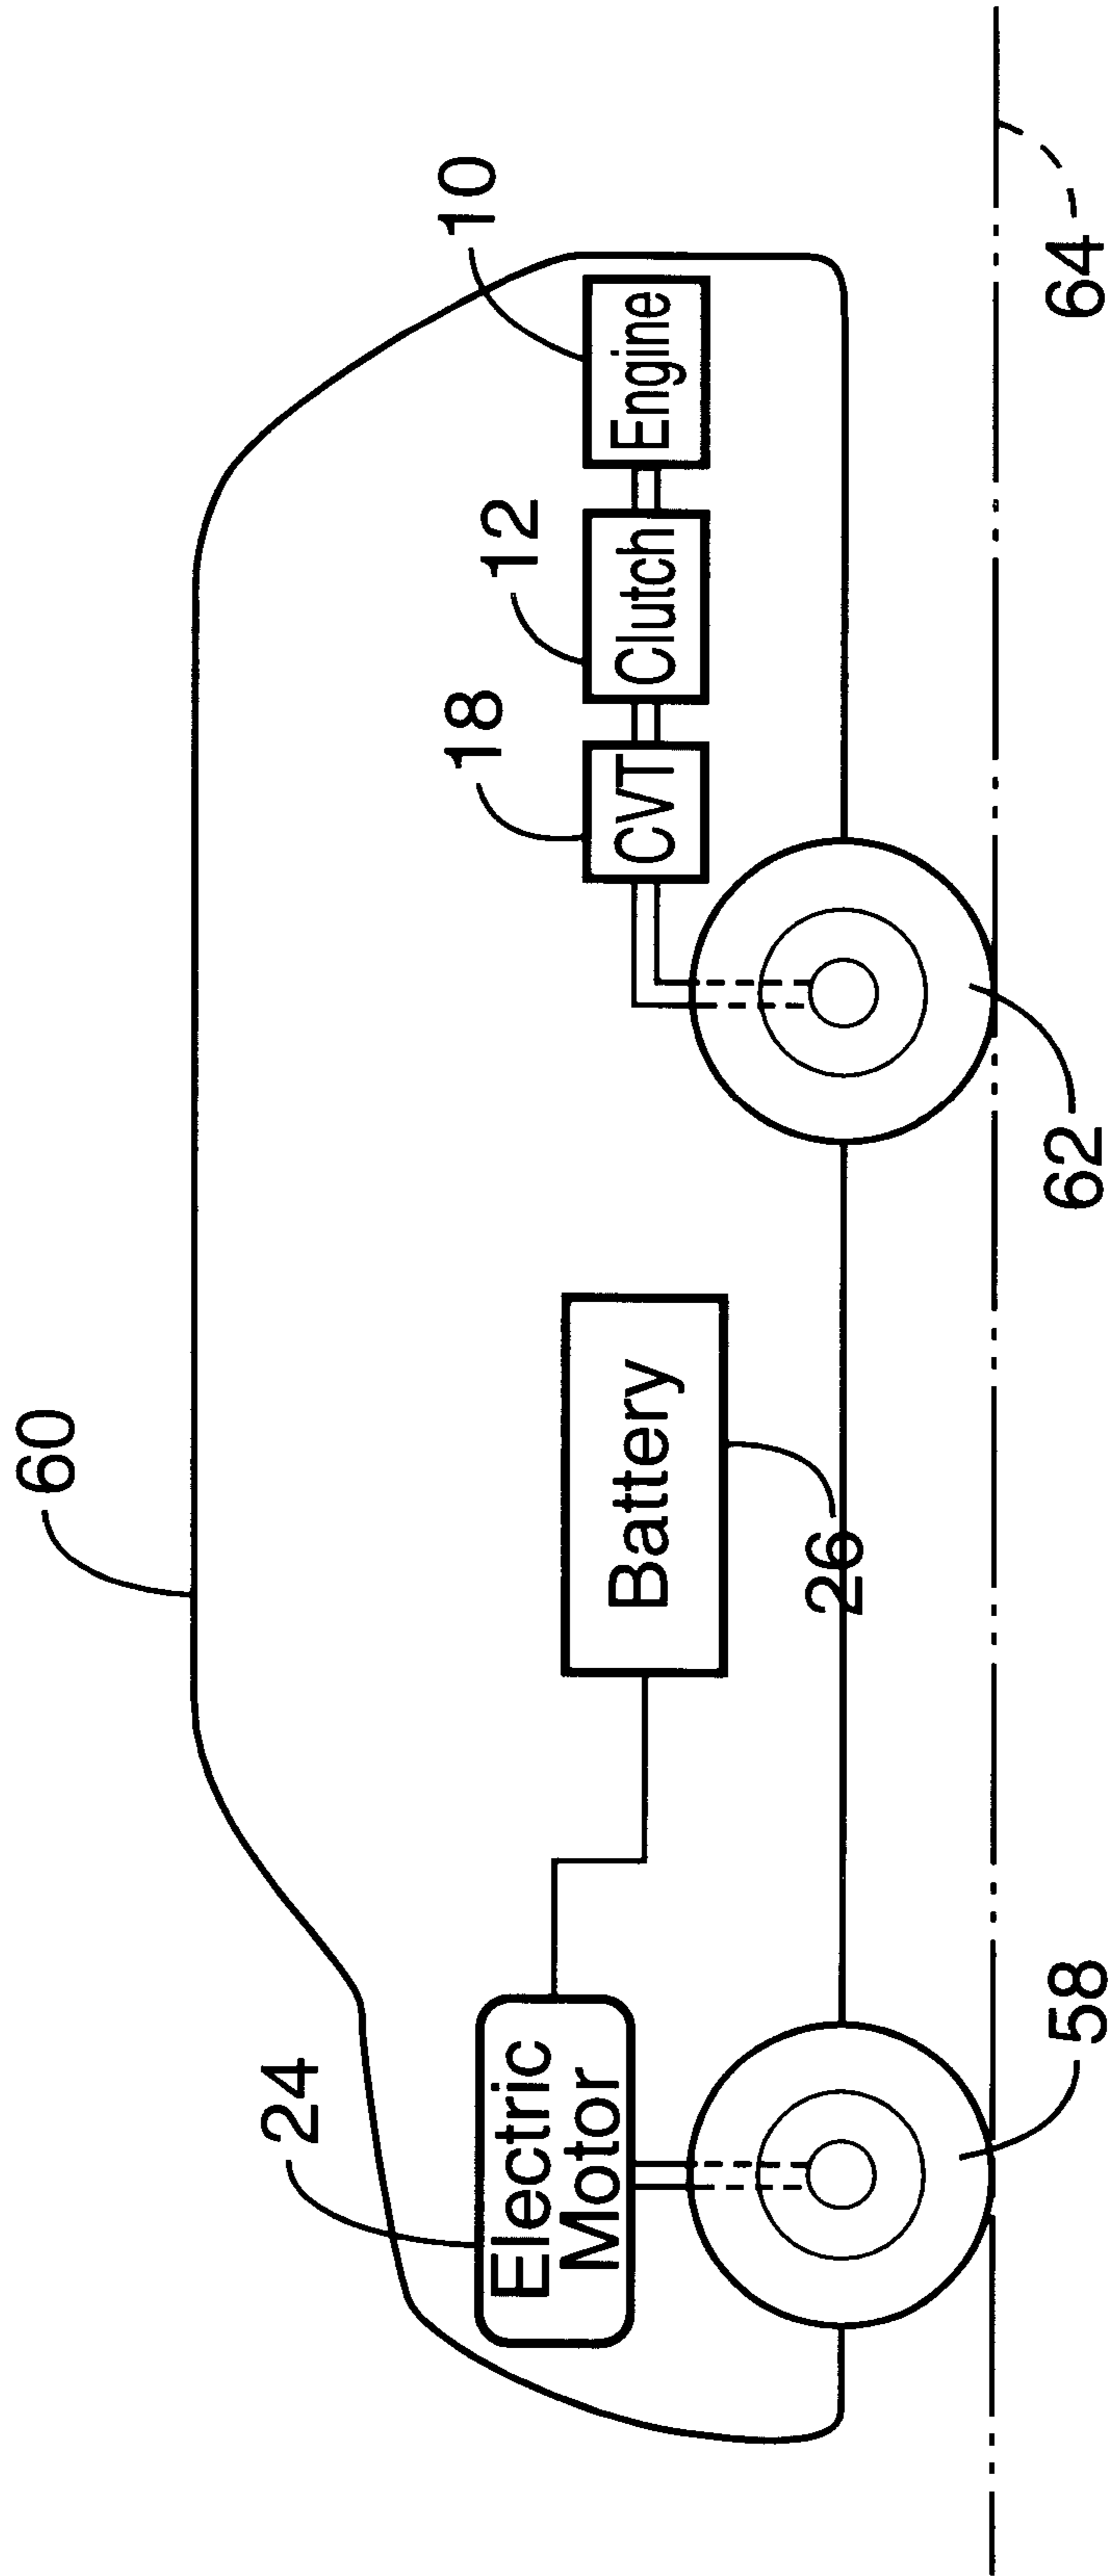 60
10
12
18
24
Engine
Clutch
CVT
Battery
Electric
Motor
26
58
62
64